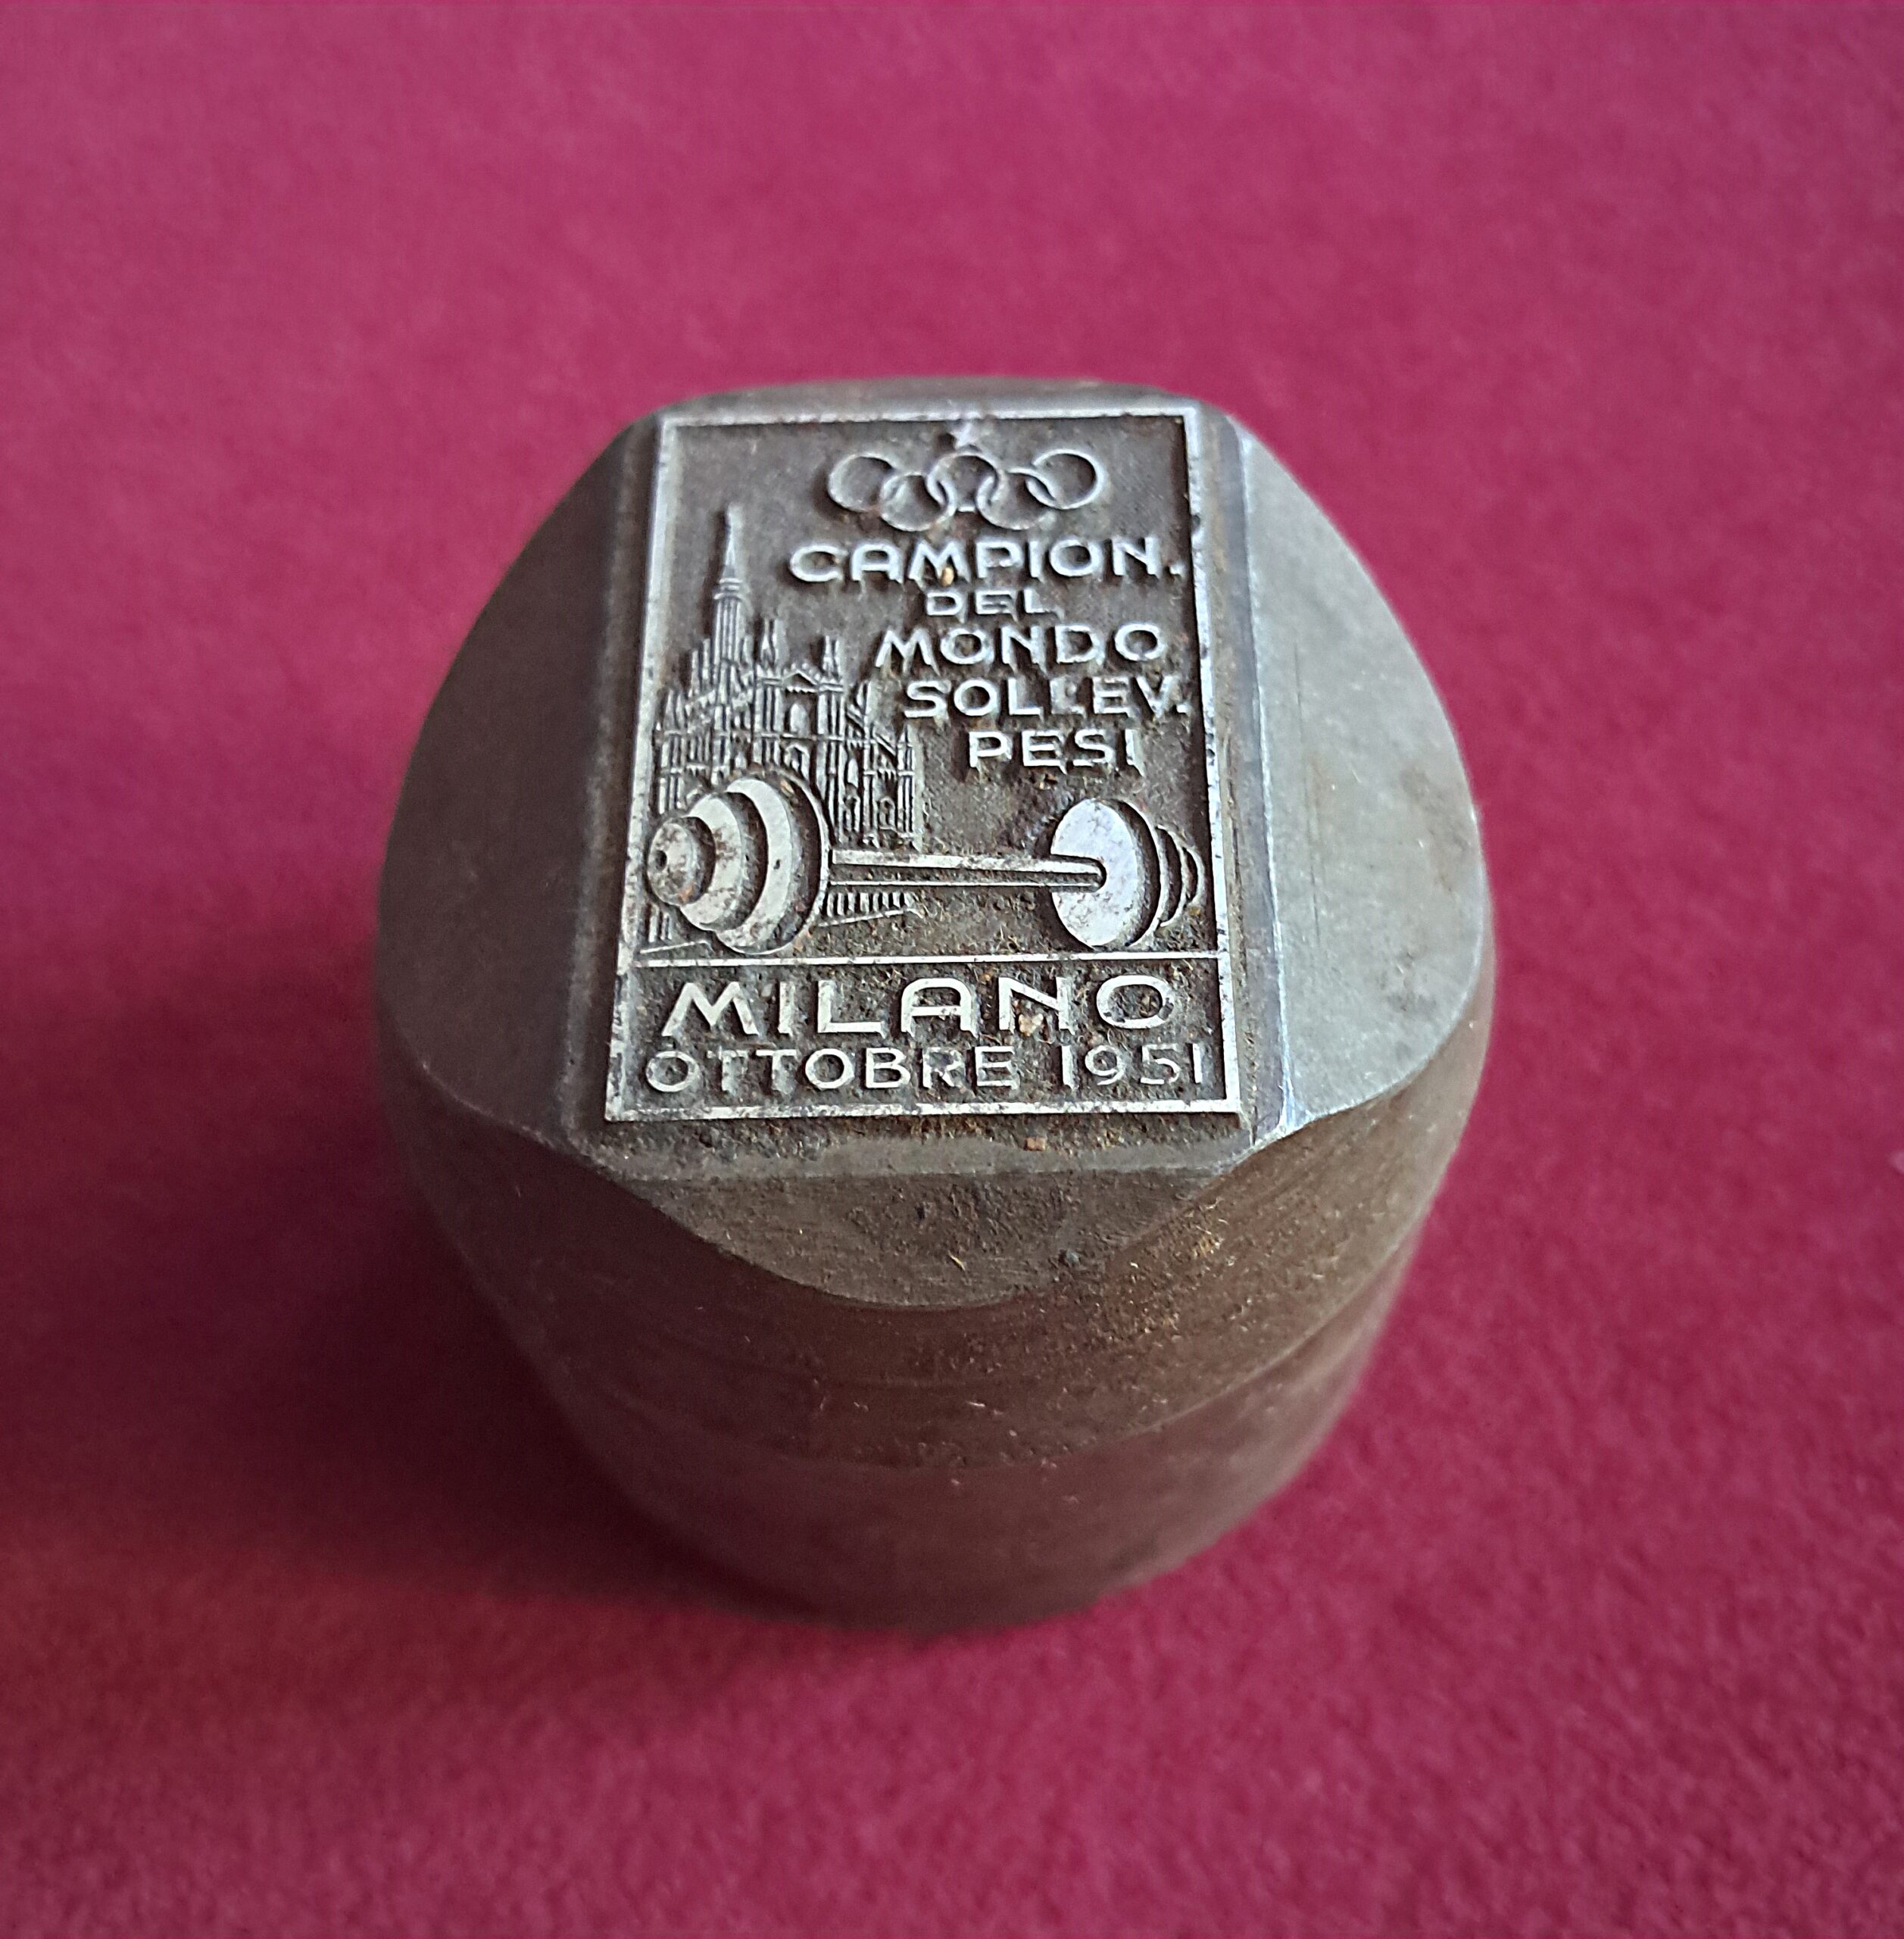 CAMPION.
DEL
MONDO
SOLLEV.
PESI
MILANO
OTTOBRE 1951